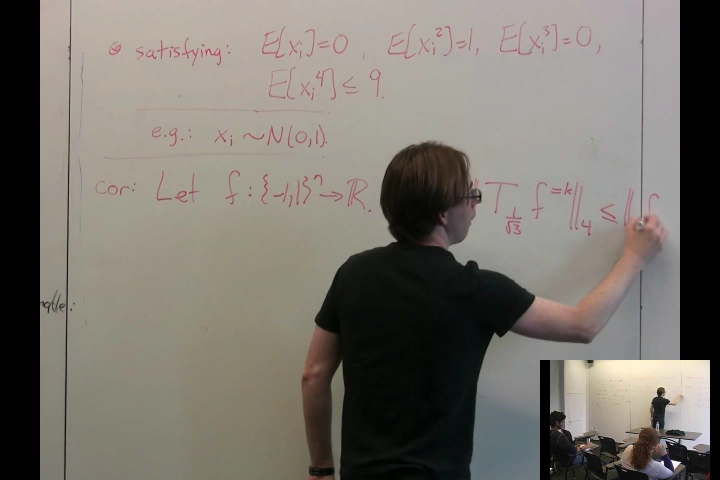 ⊛ satisfying: E[xᵢ]=0, E[xᵢ²]=1, E[xᵢ³]=0,
E[xᵢ⁴] ≤ 9.
e.g.: xᵢ ~ N(0,1).
cor: Let f: {-1,1}ⁿ → ℝ. ‖T_{1/√3} f^{=k}‖₄ ≤ ‖f